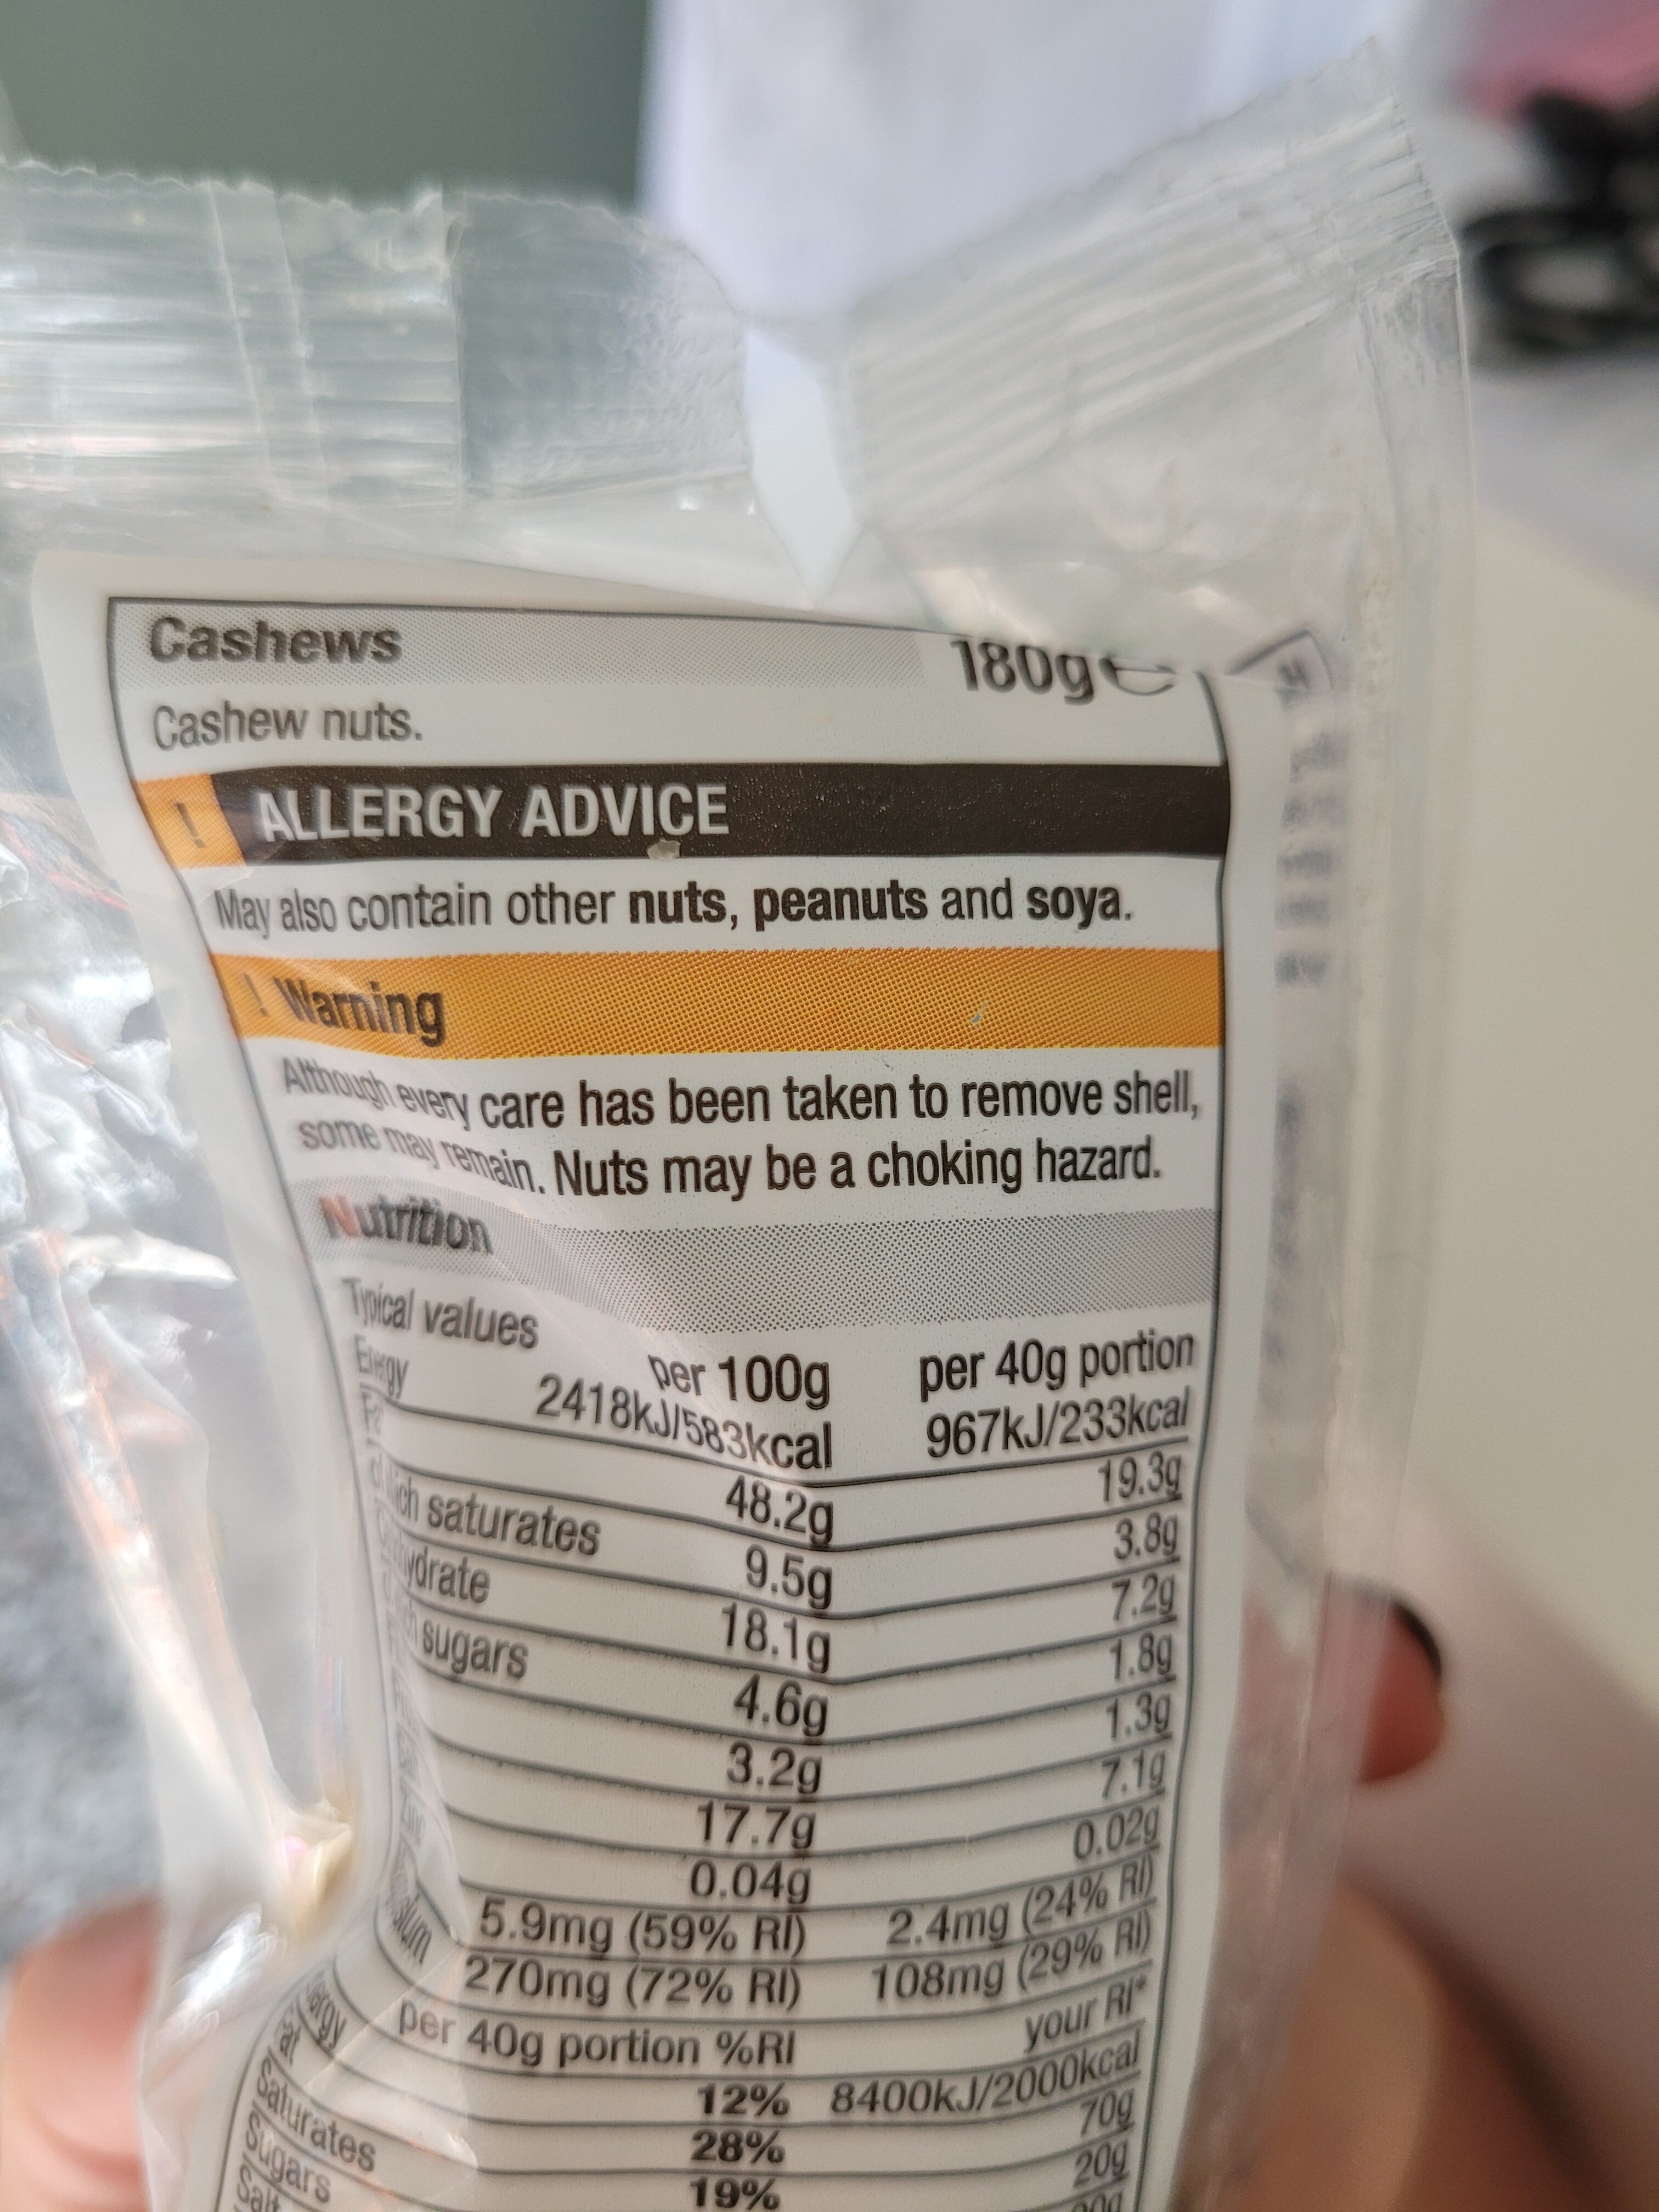 Cashews 180g e
Cashew nuts.
! ALLERGY ADVICE
May also contain other nuts, peanuts and soya.
! Warning
Although every care has been taken to remove shell,
some may remain. Nuts may be a choking hazard.
Nutrition
Typical values per 100g per 40g portion
Energy 2418kJ/583kcal 967kJ/233kcal
48.2g 19.3g
saturates 9.5g 3.8g
18.1g 7.2g
sugars 4.6g 1.8g
3.2g 1.3g
17.7g 7.1g
0.04g 0.02g
5.9mg (59% RI) 2.4mg (24% RI)
270mg (72% RI) 108mg (29% RI)
per 40g portion %RI your RI*
12% 8400kJ/2000kcal
28% 70g
Saturates 19% 20g
Sugars
Salt